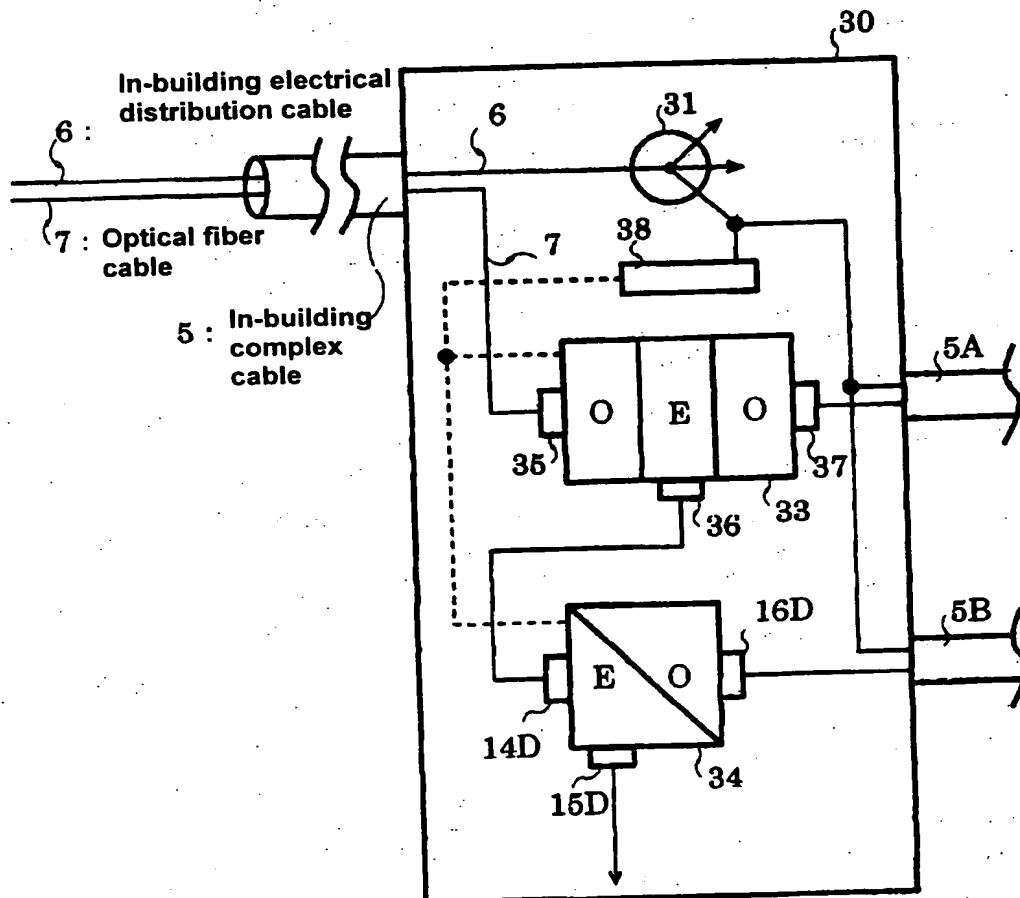 30
In-building electrical
distribution cable
6 :
6
31
7 : Optical fiber
cable
7
38
5 : In-building
complex
cable
5A
O E O
35
37
36
33
16D
5B
E O
14D
34
15D